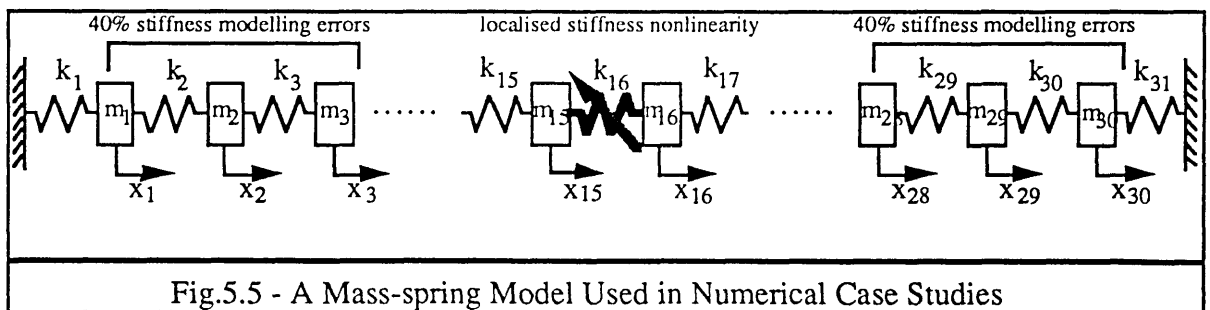 40% stiffness modelling errors localised stiffness nonlinearity 40% stiffness modelling errors
k1 k2 k3 k15 k16 k17 k29 k30 k31
m1 m2 m3 ...... m15 m16 ...... m28 m29 m30
x1 x2 x3 x15 x16 x28 x29 x30
Fig.5.5 - A Mass-spring Model Used in Numerical Case Studies